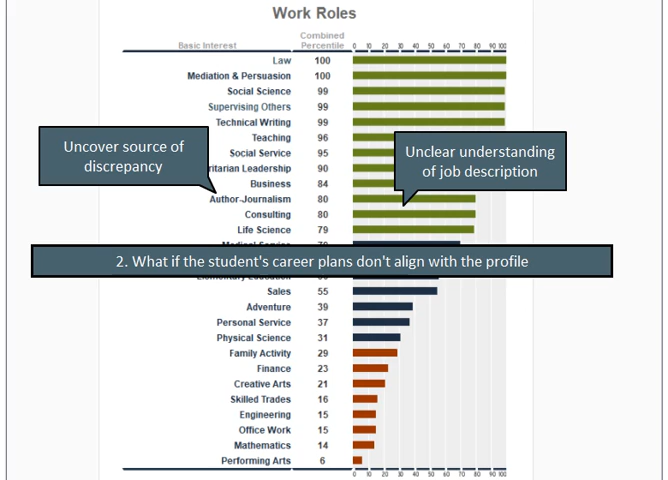 Work Roles
Basic Interest Combined Percentile 0 10 20 30 40 50 60 70 80 90 100
Law 100
Mediation & Persuasion 100
Social Science 99
Supervising Others 99
Technical Writing 99
Teaching 96
Social Service 95
ritarian Leadership 90
Business 84
Author-Journalism 80
Consulting 80
Life Science 79
Uncover source of
discrepancy
Unclear understanding
of job description
2. What if the student's career plans don't align with the profile
Sales 55
Adventure 39
Personal Service 37
Physical Science 31
Family Activity 29
Finance 23
Creative Arts 21
Skilled Trades 16
Engineering 15
Office Work 15
Mathematics 14
Performing Arts 6
0 10 20 30 40 50 60 70 80 90 100